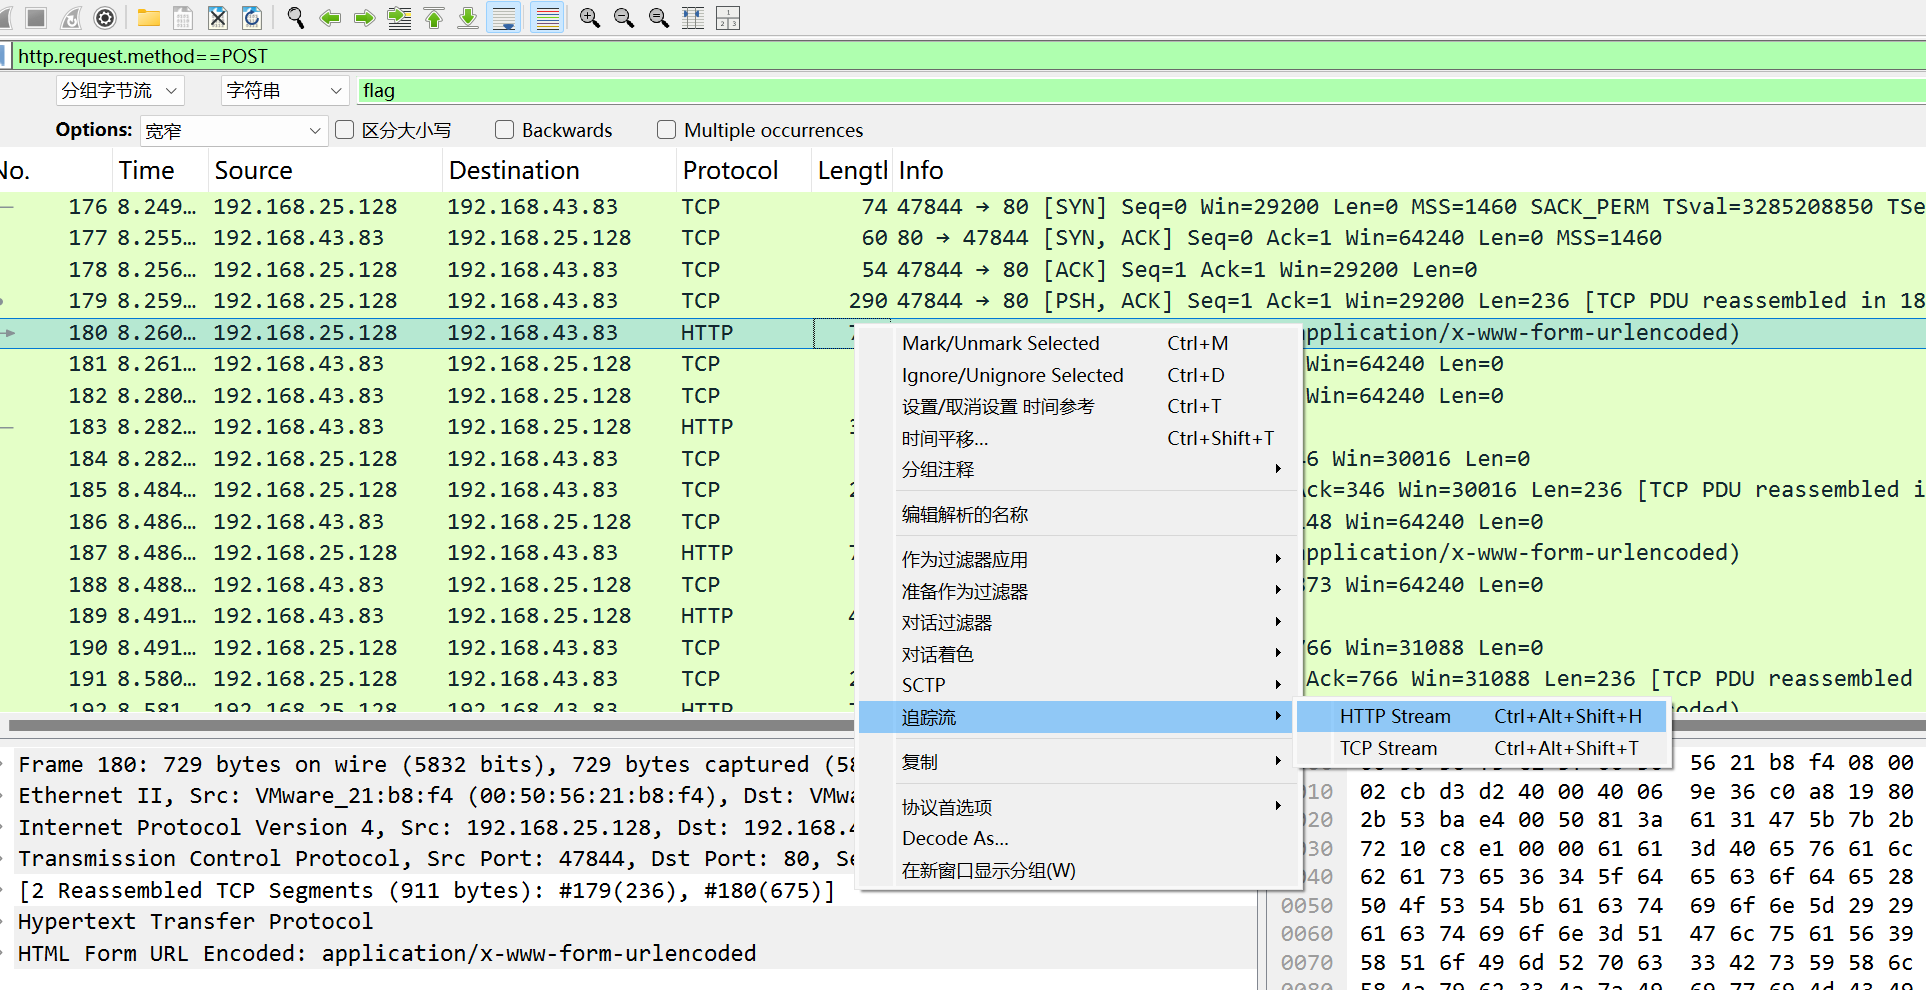 http.request.method==POST
分组字节流 字符串 flag
Options: 宽窄 区分大小写 Backwards Multiple occurrences
No. Time Source Destination Protocol Lengtl Info
176 8.249… 192.168.25.128 192.168.43.83 TCP 74 47844 → 80 [SYN] Seq=0 Win=29200 Len=0 MSS=1460 SACK_PERM TSval=3285208850 TSe
177 8.255… 192.168.43.83 192.168.25.128 TCP 60 80 → 47844 [SYN, ACK] Seq=0 Ack=1 Win=64240 Len=0 MSS=1460
178 8.256… 192.168.25.128 192.168.43.83 TCP 54 47844 → 80 [ACK] Seq=1 Ack=1 Win=29200 Len=0
179 8.259… 192.168.25.128 192.168.43.83 TCP 290 47844 → 80 [PSH, ACK] Seq=1 Ack=1 Win=29200 Len=236 [TCP PDU reassembled in 18
180 8.260… 192.168.25.128 192.168.43.83 HTTP 7 application/x-www-form-urlencoded)
181 8.261… 192.168.43.83 192.168.25.128 TCP Win=64240 Len=0
182 8.280… 192.168.43.83 192.168.25.128 TCP Win=64240 Len=0
183 8.282… 192.168.43.83 192.168.25.128 HTTP 3
184 8.282… 192.168.25.128 192.168.43.83 TCP 46 Win=30016 Len=0
185 8.484… 192.168.25.128 192.168.43.83 TCP 2 Ack=346 Win=30016 Len=236 [TCP PDU reassembled i
186 8.486… 192.168.43.83 192.168.25.128 TCP 48 Win=64240 Len=0
187 8.486… 192.168.25.128 192.168.43.83 HTTP 7 application/x-www-form-urlencoded)
188 8.488… 192.168.43.83 192.168.25.128 TCP 373 Win=64240 Len=0
189 8.491… 192.168.43.83 192.168.25.128 HTTP 4
190 8.491… 192.168.25.128 192.168.43.83 TCP 766 Win=31088 Len=0
191 8.580… 192.168.25.128 192.168.43.83 TCP 2 Ack=766 Win=31088 Len=236 [TCP PDU reassembled
192 8.581 192.168.25.128 192.168.43.83 HTTP
Mark/Unmark Selected Ctrl+M
Ignore/Unignore Selected Ctrl+D
设置/取消设置 时间参考 Ctrl+T
时间平移... Ctrl+Shift+T
分组注释
编辑解析的名称
作为过滤器应用
准备作为过滤器
对话过滤器
对话着色
SCTP
追踪流
复制
协议首选项
Decode As...
在新窗口显示分组(W)
HTTP Stream Ctrl+Alt+Shift+H
TCP Stream Ctrl+Alt+Shift+T
Frame 180: 729 bytes on wire (5832 bits), 729 bytes captured (58
Ethernet II, Src: VMware_21:b8:f4 (00:50:56:21:b8:f4), Dst: VMwa
Internet Protocol Version 4, Src: 192.168.25.128, Dst: 192.168.4
Transmission Control Protocol, Src Port: 47844, Dst Port: 80, Se
[2 Reassembled TCP Segments (911 bytes): #179(236), #180(675)]
Hypertext Transfer Protocol
HTML Form URL Encoded: application/x-www-form-urlencoded
56 21 b8 f4 08 00
010 02 cb d3 d2 40 00 40 06 9e 36 c0 a8 19 80
020 2b 53 ba e4 00 50 81 3a 61 31 47 5b 7b 2b
030 72 10 c8 e1 00 00 61 61 3d 40 65 76 61 6c
040 62 61 73 65 36 34 5f 64 65 63 6f 64 65 28
0050 50 4f 53 54 5b 61 63 74 69 6f 6e 5d 29 29
0060 61 63 74 69 6f 6e 3d 51 47 6c 75 61 56 39
0070 58 51 6f 49 6d 52 70 63 33 42 73 59 58 6c
0080 58 4a 79 62 33 4a 7a 49 69 77 69 4d 43 49